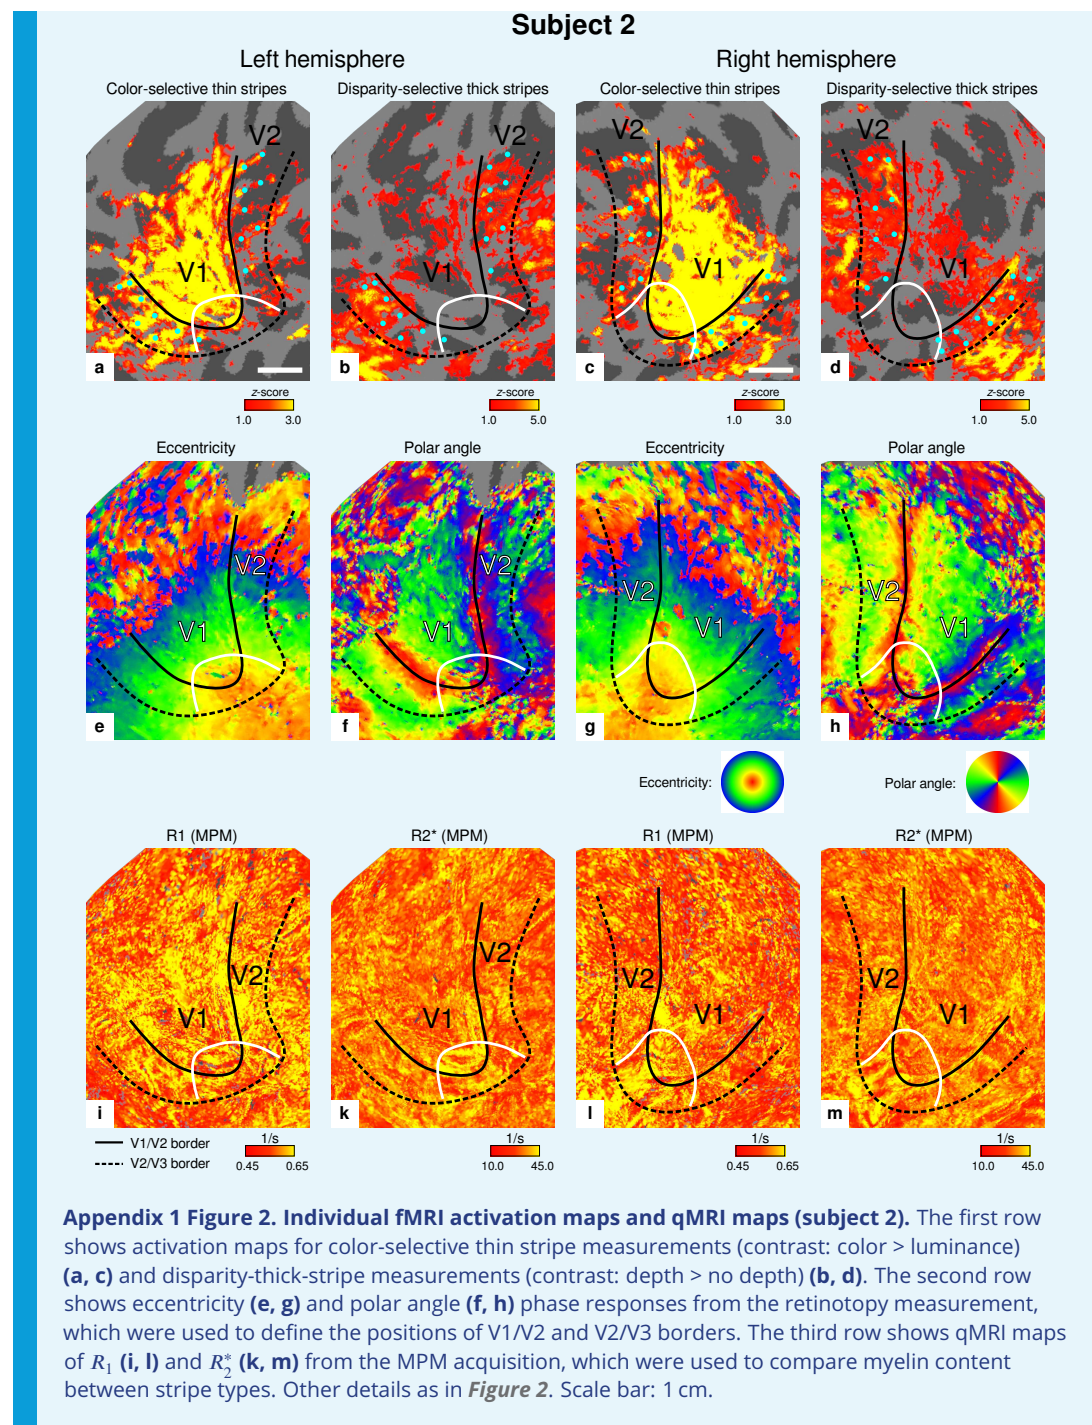 Subject 2
Left hemisphere
Right hemisphere
Color-selective thin stripes
Disparity-selective thick stripes
Color-selective thin stripes
Disparity-selective thick stripes
V2
V1
a
V2
V1
b
V2
V1
c
V2
V1
d
z-score
1.0 3.0
z-score
1.0 5.0
z-score
1.0 3.0
z-score
1.0 5.0
Eccentricity
Polar angle
Eccentricity
Polar angle
V2
V1
e
V2
V1
f
V2
V1
g
V2
V1
h
Eccentricity:
Polar angle:
R1 (MPM)
R2* (MPM)
R1 (MPM)
R2* (MPM)
V2
V1
i
V2
V1
k
V2
V1
l
V2
V1
m
V1/V2 border
V2/V3 border
1/s
0.45 0.65
1/s
10.0 45.0
1/s
0.45 0.65
1/s
10.0 45.0
Appendix 1 Figure 2. Individual fMRI activation maps and qMRI maps (subject 2). The first row
shows activation maps for color-selective thin stripe measurements (contrast: color > luminance)
(a, c) and disparity-thick-stripe measurements (contrast: depth > no depth) (b, d). The second row
shows eccentricity (e, g) and polar angle (f, h) phase responses from the retinotopy measurement,
which were used to define the positions of V1/V2 and V2/V3 borders. The third row shows qMRI maps
of R₁ (i, l) and R₂* (k, m) from the MPM acquisition, which were used to compare myelin content
between stripe types. Other details as in Figure 2. Scale bar: 1 cm.